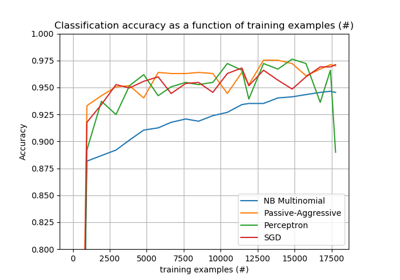 Classification accuracy as a function of training examples (#)
1.000
0.975
0.950
0.925
0.900
0.875
0.850
0.825
0.800
Accuracy
NB Multinomial
Passive-Aggressive
Perceptron
SGD
0 2500 5000 7500 10000 12500 15000 17500
training examples (#)